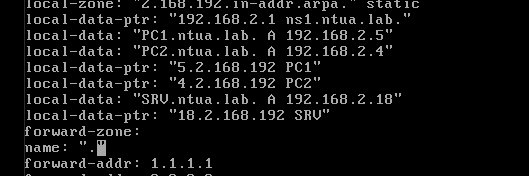 local-zone: "2.168.192.in-addr.arpa." static
local-data-ptr: "192.168.2.1 ns1.ntua.lab."
local-data: "PC1.ntua.lab. A 192.168.2.5"
local-data: "PC2.ntua.lab. A 192.168.2.4"
local-data-ptr: "5.2.168.192 PC1"
local-data-ptr: "4.2.168.192 PC2"
local-data: "SRV.ntua.lab. A 192.168.2.18"
local-data-ptr: "18.2.168.192 SRV"
forward-zone:
name: "."
forward-addr: 1.1.1.1